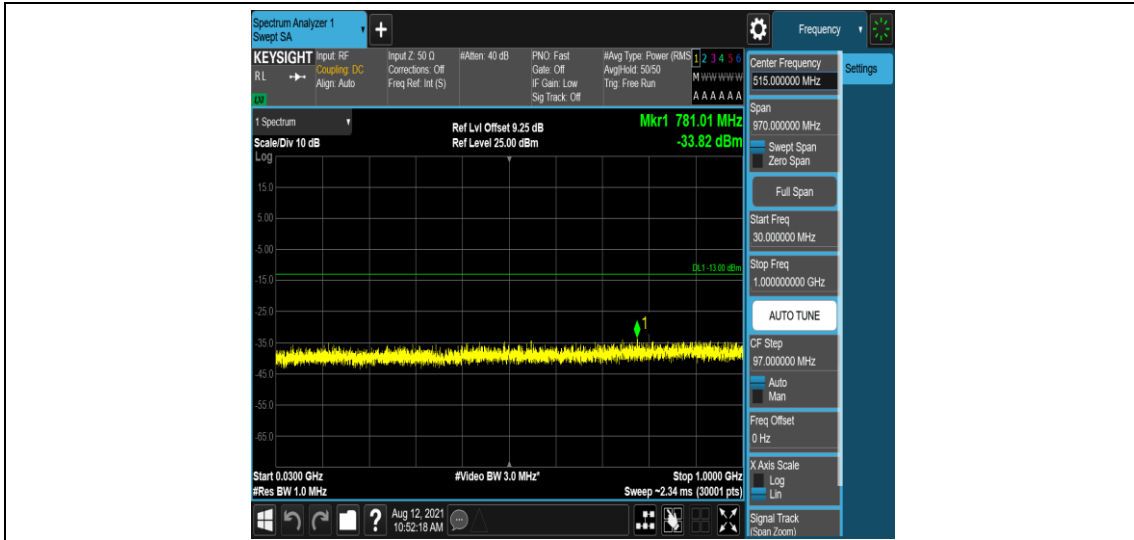 Spectrum Analyzer 1
Swept SA
+
Frequency
KEYSIGHT Input: RF Input Z: 50 Ω #Atten: 40 dB PNO: Fast #Avg Type: Power (RMS 1 2 3 4 5 6
RL Coupling: DC Corrections: Off Gate: Off Avg|Hold: 50/50 M W W W W W
Align: Auto Freq Ref: Int (S) IF Gain: Low Trig: Free Run
Sig Track: Off A A A A A A
1 Spectrum
Ref Lvl Offset 9.25 dB
Mkr1 781.01 MHz
Scale/Div 10 dB
Ref Level 25.00 dBm
-33.82 dBm
Log
15.0
5.00
-5.00
DL1 -13.00 dBm
-15.0
-25.0
1
-35.0
-45.0
-55.0
-65.0
Start 0.0300 GHz #Video BW 3.0 MHz* Stop 1.0000 GHz
#Res BW 1.0 MHz Sweep ~2.34 ms (30001 pts)
Center Frequency
515.000000 MHz
Settings
Span
970.000000 MHz
Swept Span
Zero Span
Full Span
Start Freq
30.000000 MHz
Stop Freq
1.000000000 GHz
AUTO TUNE
CF Step
97.000000 MHz
Auto
Man
Freq Offset
0 Hz
X Axis Scale
Log
Lin
Signal Track
(Span Zoom)
?
Aug 12, 2021
10:52:18 AM